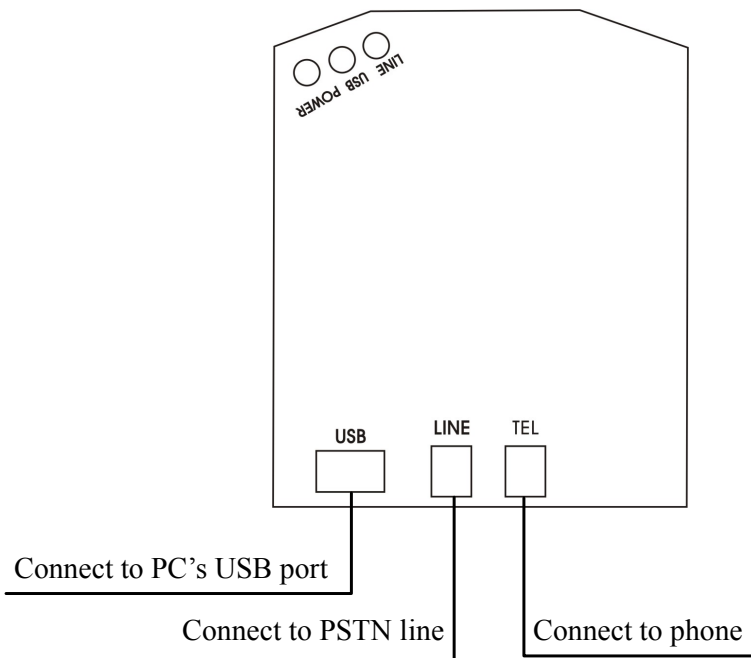 POWER USB LINE
USB LINE TEL
Connect to PC’s USB port
Connect to PSTN line
Connect to phone